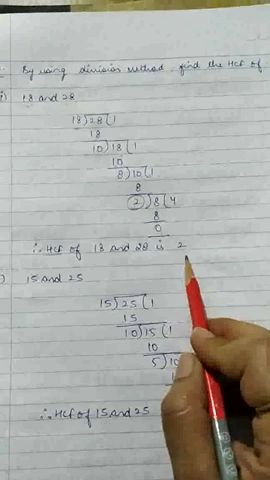 By using division method, find the HCF of
i) 18 and 28
18) 28 ( 1
18
10) 18 ( 1
10
8) 10 ( 1
8
2) 8 ( 4
8
0
∴ HCF of 18 and 28 is 2
) 15 and 25
15) 25 ( 1
15
10) 15 ( 1
10
5) 10
∴ HCF of 15 and 25